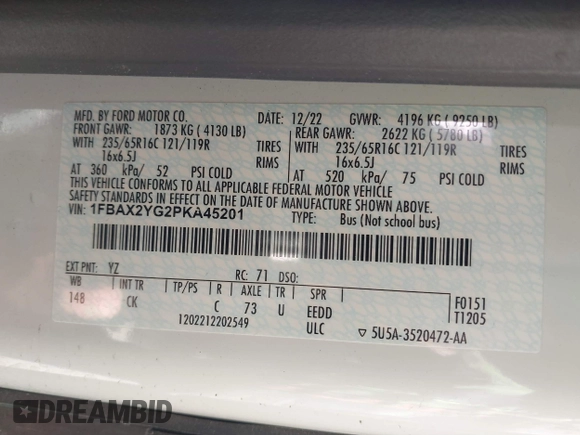 MFD. BY FORD MOTOR CO. DATE: 12/22 GVWR: 4196 KG ( 9250 LB)
FRONT GAWR: 1873 KG ( 4130 LB) REAR GAWR: 2622 KG ( 5780 LB)
WITH 235/65R16C 121/119R TIRES WITH 235/65R16C 121/119R TIRES
16x6.5J RIMS 16x6.5J RIMS
AT 360 kPa/ 52 PSI COLD AT 520 kPa/ 75 PSI COLD
THIS VEHICLE CONFORMS TO ALL APPLICABLE FEDERAL MOTOR VEHICLE
SAFETY STANDARDS IN EFFECT ON THE DATE OF MANUFACTURE SHOWN ABOVE.
VIN: 1FBAX2YG2PKA45201 TYPE: Bus (Not school bus)
EXT PNT: YZ RC: 71 DSO:
WB INT TR TP/PS R AXLE TR SPR F0151
148 CK C 73 U EEDD T1205
1202212202549 ULC ▽ 5U5A-3520472-AA
DREAMBID